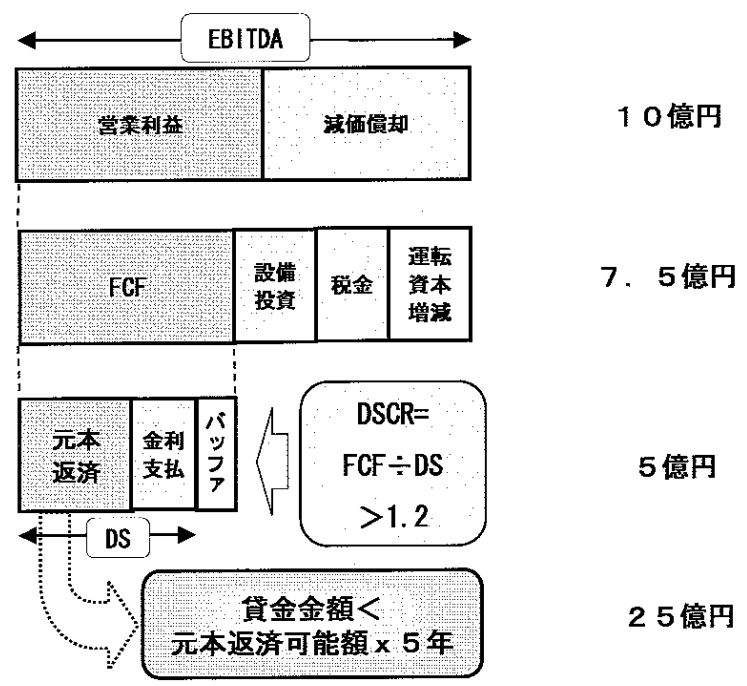 EBITDA
営業利益
減価償却
10億円
FCF
設備
投資
税金
運転
資本
増減
7．5億円
元本
返済
金利
支払
バッファ
DSCR=
FCF÷DS
>1.2
5億円
DS
貸金金額<
元本返済可能額x5年
25億円